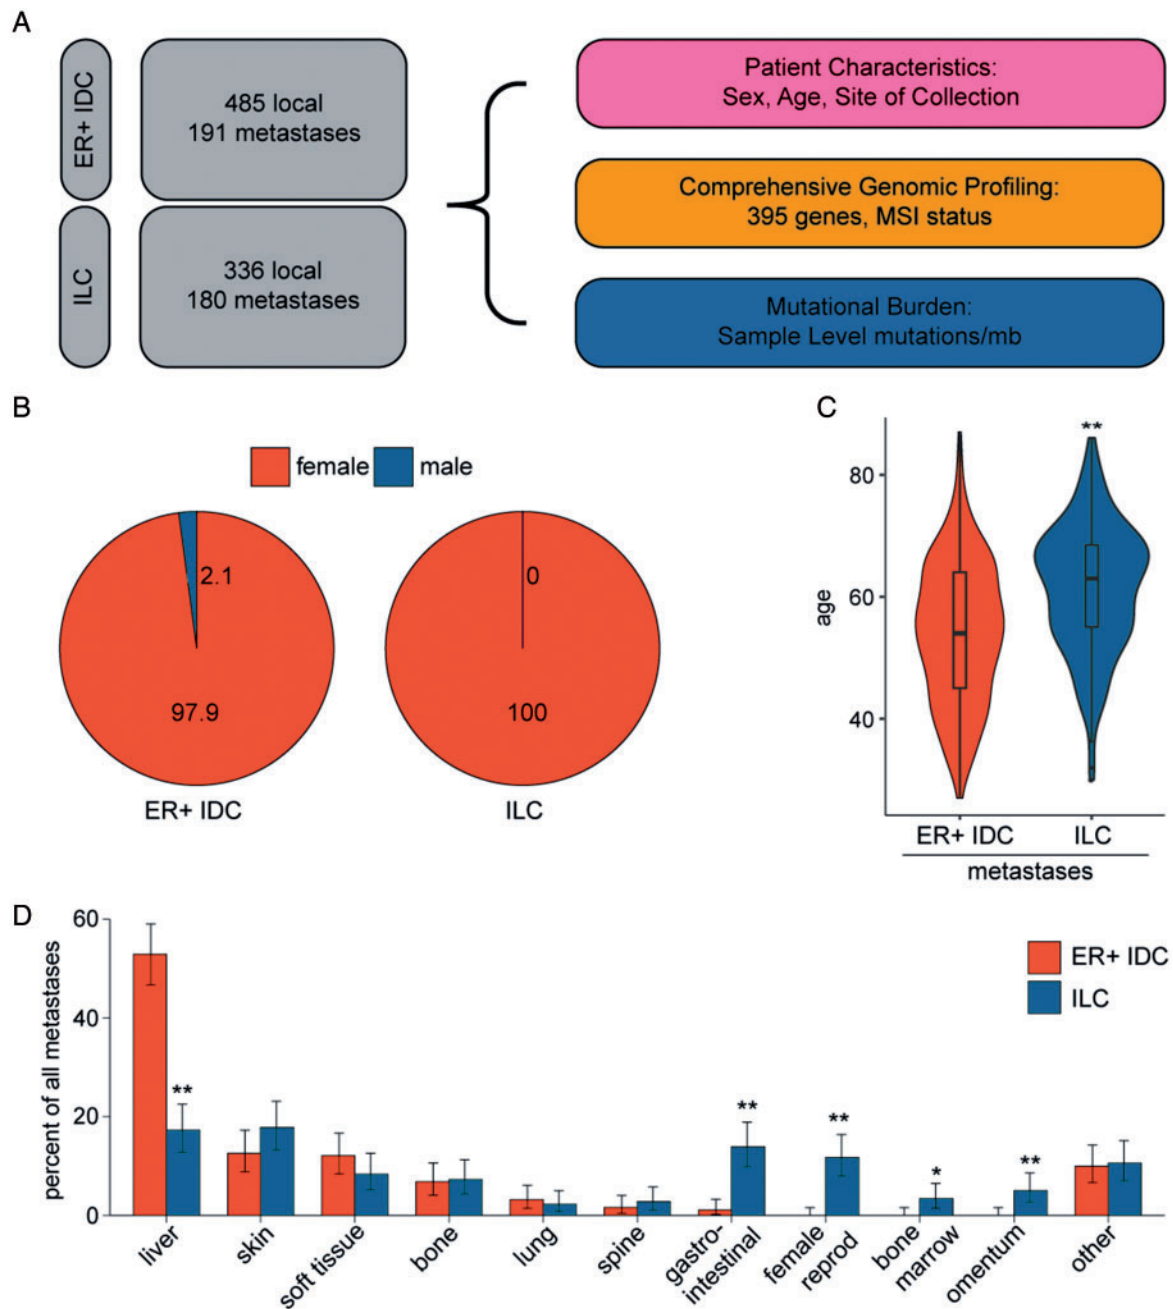 A
ER+ IDC
485 local
191 metastases
ILC
336 local
180 metastases
Patient Characteristics:
Sex, Age, Site of Collection
Comprehensive Genomic Profiling:
395 genes, MSI status
Mutational Burden:
Sample Level mutations/mb
B
female
male
2.1
97.9
ER+ IDC
0
100
ILC
C
**
80
60
40
age
ER+ IDC
ILC
metastases
D
percent of all metastases
60
40
20
0
ER+ IDC
ILC
**
**
**
*
**
liver
skin
soft tissue
bone
lung
spine
gastro-
intestinal
female
reprod
bone
marrow
omentum
other